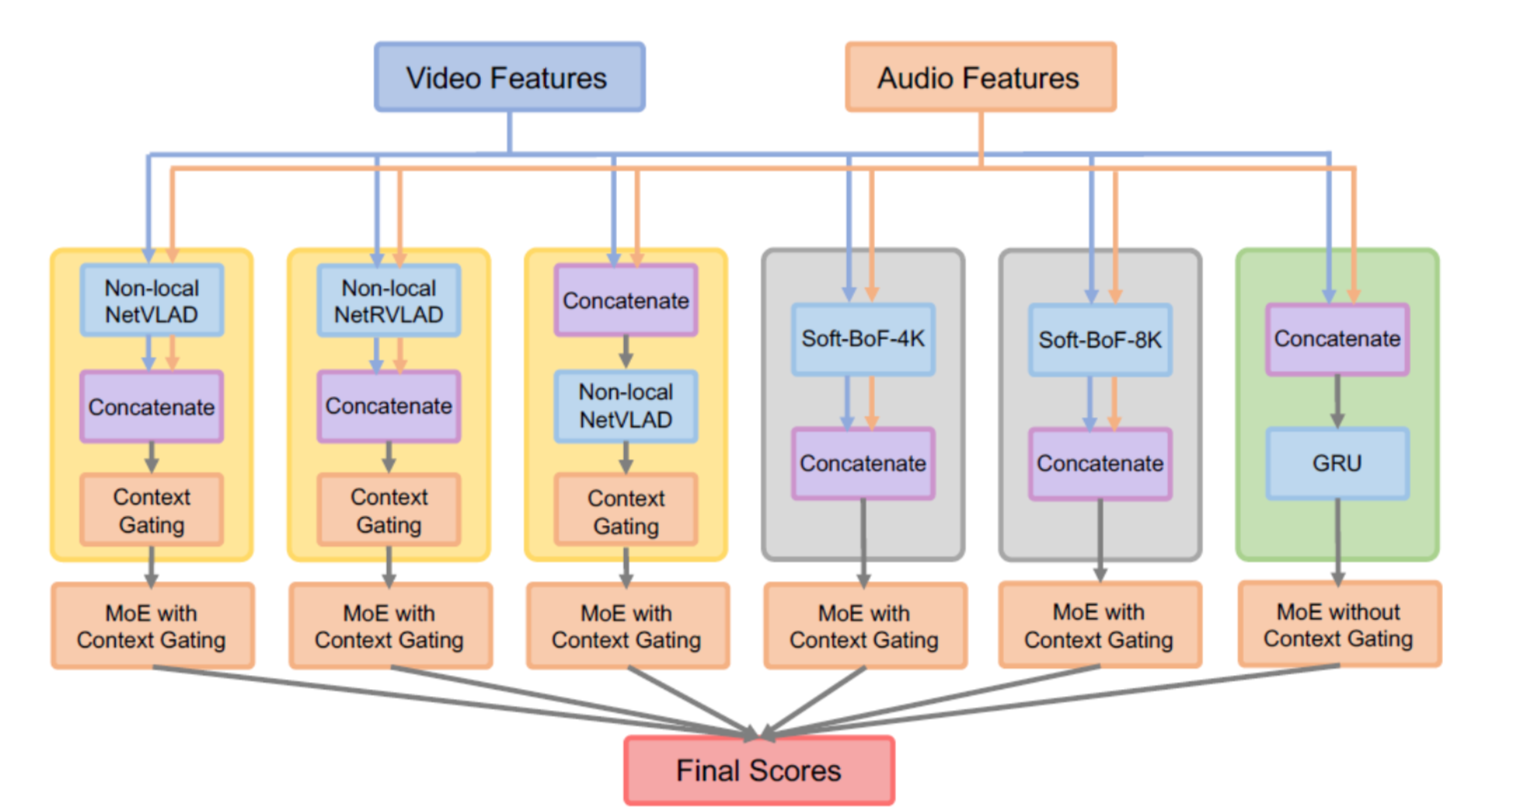 Video Features
Audio Features
Non-local
NetVLAD
Concatenate
Context
Gating
MoE with
Context Gating
Non-local
NetRVLAD
Concatenate
Context
Gating
MoE with
Context Gating
Concatenate
Non-local
NetVLAD
Context
Gating
MoE with
Context Gating
Soft-BoF-4K
Concatenate
MoE with
Context Gating
Soft-BoF-8K
Concatenate
MoE with
Context Gating
Concatenate
GRU
MoE without
Context Gating
Final Scores